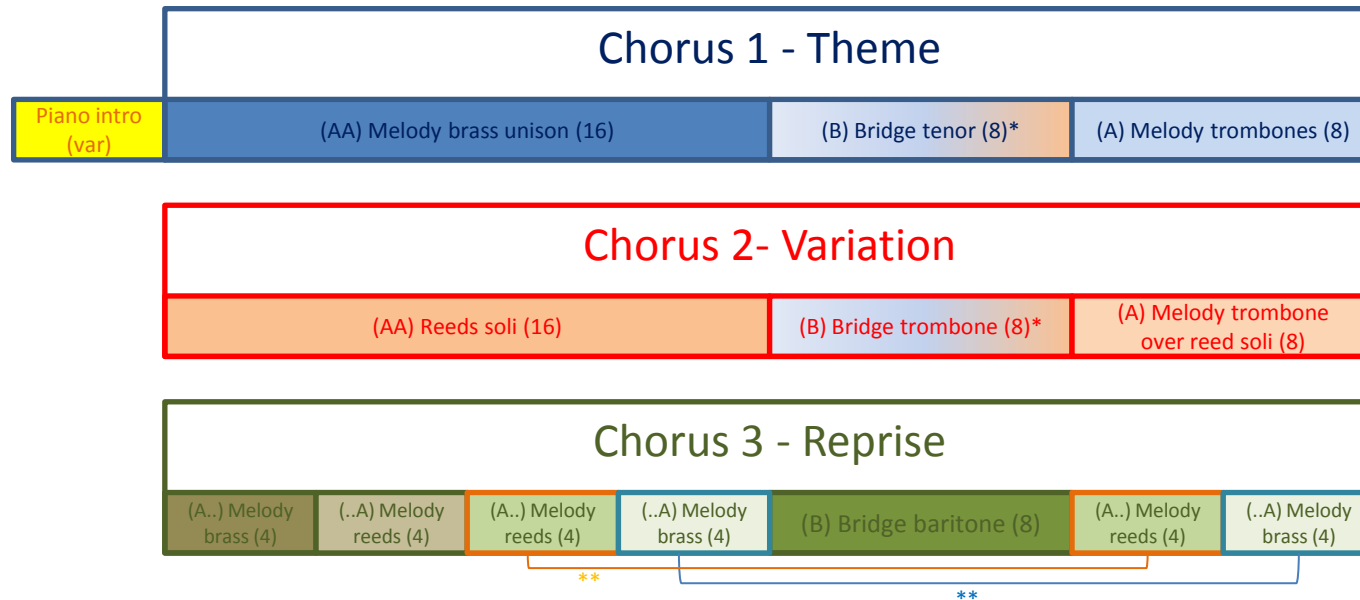 Chorus 1 - Theme
Piano intro
(var)
(AA) Melody brass unison (16)
(B) Bridge tenor (8)*
(A) Melody trombones (8)
Chorus 2- Variation
(AA) Reeds soli (16)
(B) Bridge trombone (8)*
(A) Melody trombone
over reed soli (8)
Chorus 3 - Reprise
(A..) Melody
brass (4)
(..A) Melody
reeds (4)
(A..) Melody
reeds (4)
(..A) Melody
brass (4)
(B) Bridge baritone (8)
(A..) Melody
reeds (4)
(..A) Melody
brass (4)
**
**